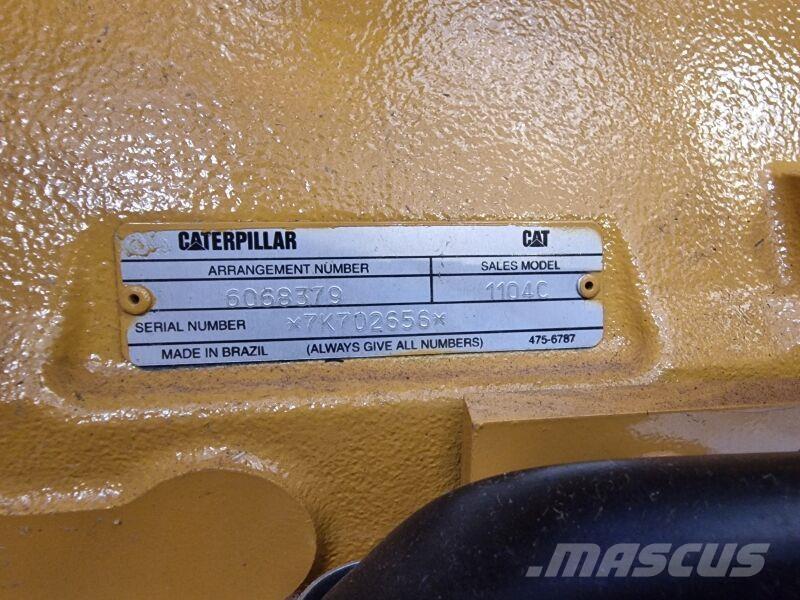 CATERPILLAR CAT
ARRANGEMENT NUMBER SALES MODEL
6068379 1104C
SERIAL NUMBER *7K702656*
MADE IN BRAZIL (ALWAYS GIVE ALL NUMBERS) 475-6787
MASCUS